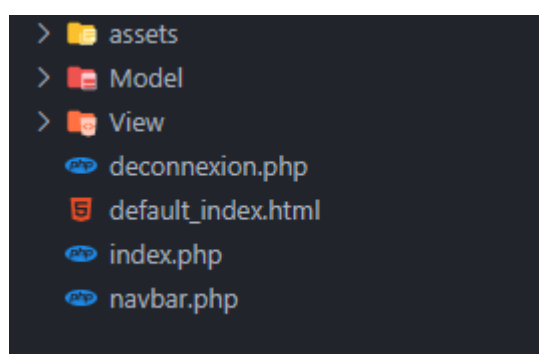 assets
Model
View
deconnexion.php
default_index.html
index.php
navbar.php